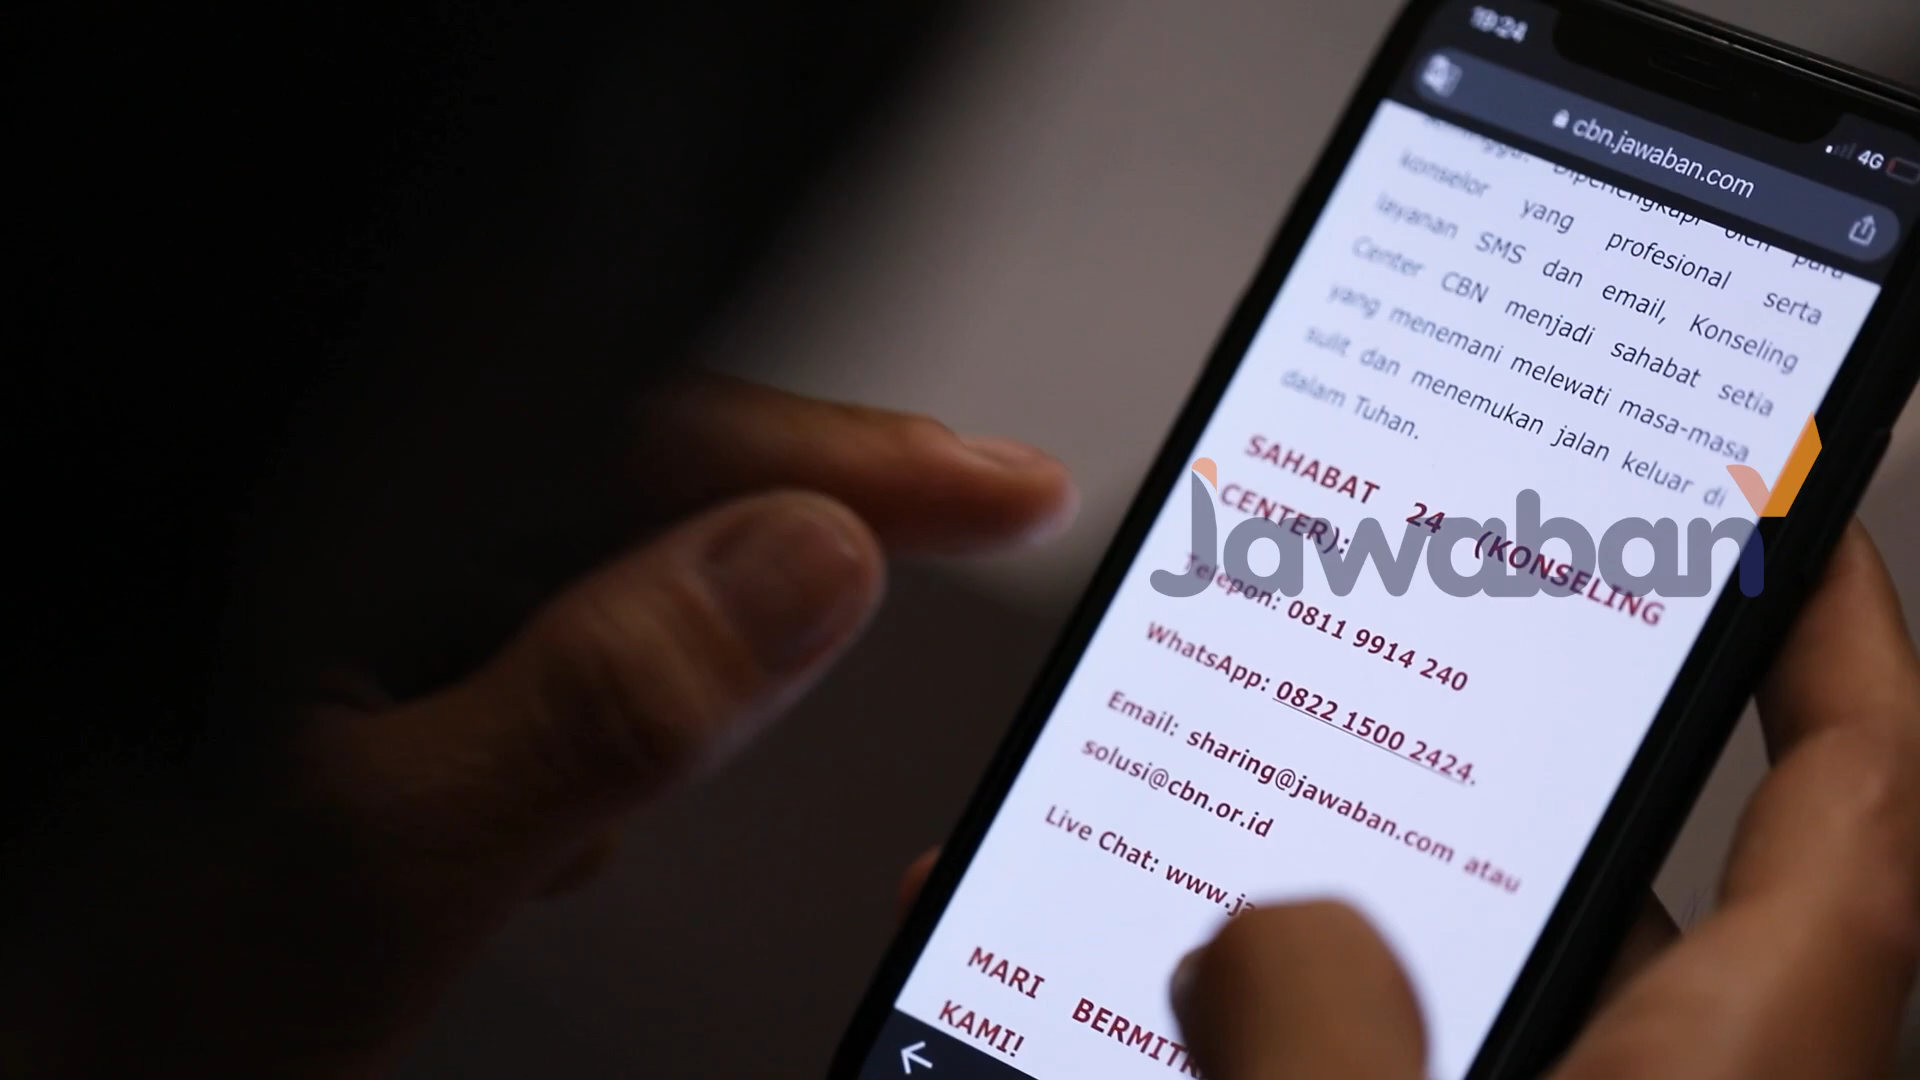 19:24
cbn.jawaban.com
4G
Diperlengkapi oleh para
konselor yang profesional serta
layanan SMS dan email, Konseling
Center CBN menjadi sahabat setia
yang menemani melewati masa-masa
sulit dan menemukan jalan keluar di
dalam Tuhan.
SAHABAT 24 (KONSELING
CENTER):
Jawaban
Telepon: 0811 9914 240
WhatsApp: 0822 1500 2424.
Email: sharing@jawaban.com atau
solusi@cbn.or.id
Live Chat: www.ja
MARI BERMITR
KAMI!